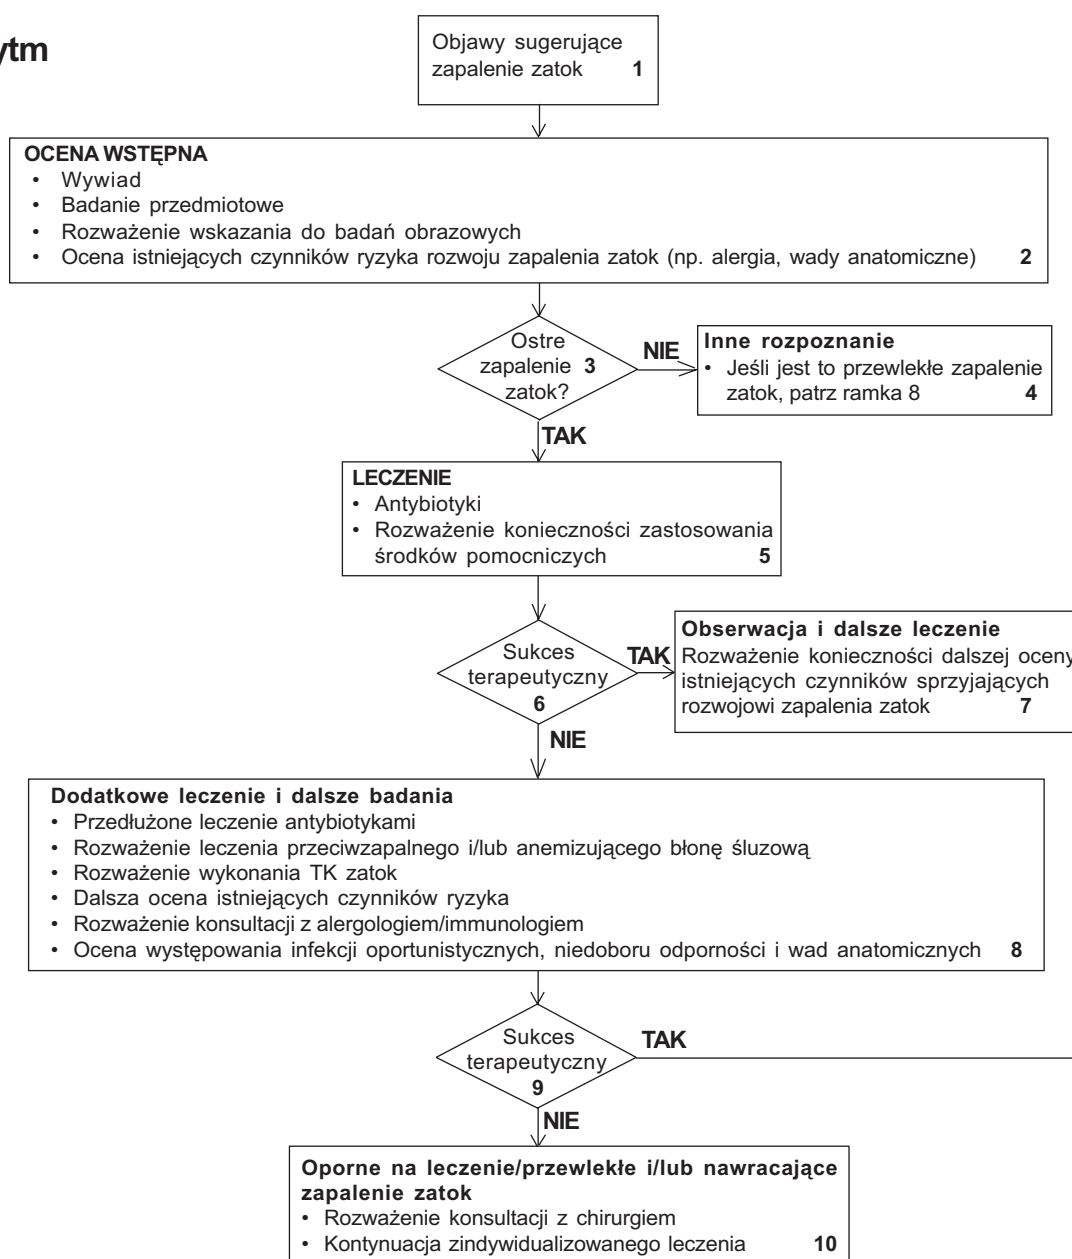 ytm
Objawy sugerujące
zapalenie zatok 1
OCENA WSTĘPNA
• Wywiad
• Badanie przedmiotowe
• Rozważenie wskazania do badań obrazowych
• Ocena istniejących czynników ryzyka rozwoju zapalenia zatok (np. alergia, wady anatomiczne) 2
Ostre
zapalenie 3
zatok?
NIE
Inne rozpoznanie
• Jeśli jest to przewlekłe zapalenie
zatok, patrz ramka 8 4
TAK
LECZENIE
• Antybiotyki
• Rozważenie konieczności zastosowania
środków pomocniczych 5
Sukces
terapeutyczny
6
TAK
Obserwacja i dalsze leczenie
Rozważenie konieczności dalszej oceny
istniejących czynników sprzyjających
rozwojowi zapalenia zatok 7
NIE
Dodatkowe leczenie i dalsze badania
• Przedłużone leczenie antybiotykami
• Rozważenie leczenia przeciwzapalnego i/lub anemizującego błonę śluzową
• Rozważenie wykonania TK zatok
• Dalsza ocena istniejących czynników ryzyka
• Rozważenie konsultacji z alergologiem/immunologiem
• Ocena występowania infekcji oportunistycznych, niedoboru odporności i wad anatomicznych 8
Sukces
terapeutyczny
9
TAK
NIE
Oporne na leczenie/przewlekłe i/lub nawracające
zapalenie zatok
• Rozważenie konsultacji z chirurgiem
• Kontynuacja zindywidualizowanego leczenia 10